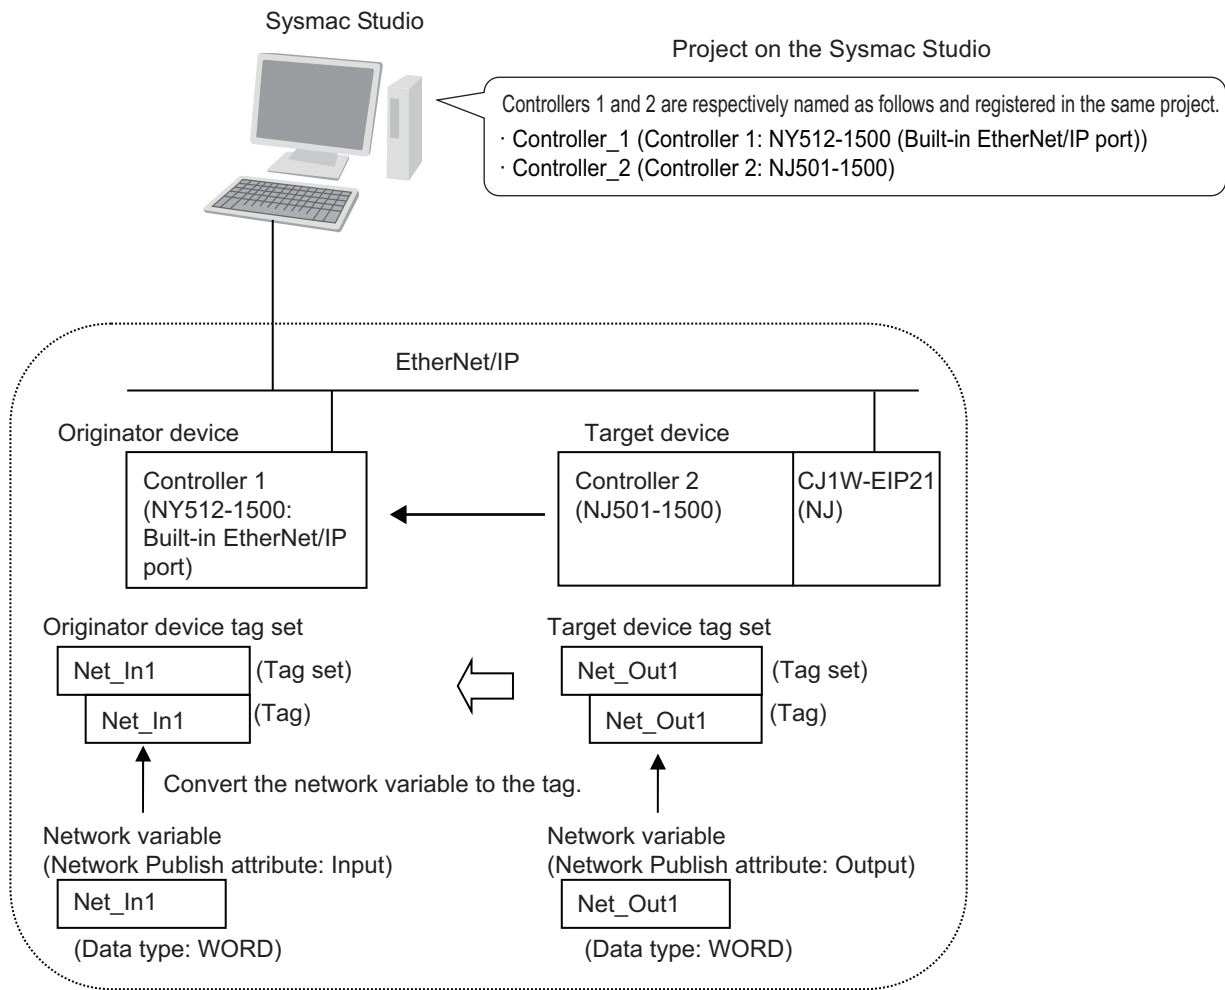 Sysmac Studio
Project on the Sysmac Studio
Controllers 1 and 2 are respectively named as follows and registered in the same project.
· Controller_1 (Controller 1: NY512-1500 (Built-in EtherNet/IP port))
· Controller_2 (Controller 2: NJ501-1500)
EtherNet/IP
Originator device
Target device
Controller 1
(NY512-1500:
Built-in EtherNet/IP
port)
Controller 2
(NJ501-1500)
CJ1W-EIP21
(NJ)
Originator device tag set
Target device tag set
Net_In1
(Tag set)
Net_In1
(Tag)
Net_Out1
(Tag set)
Net_Out1
(Tag)
Convert the network variable to the tag.
Network variable
(Network Publish attribute: Input)
Net_In1
(Data type: WORD)
Network variable
(Network Publish attribute: Output)
Net_Out1
(Data type: WORD)